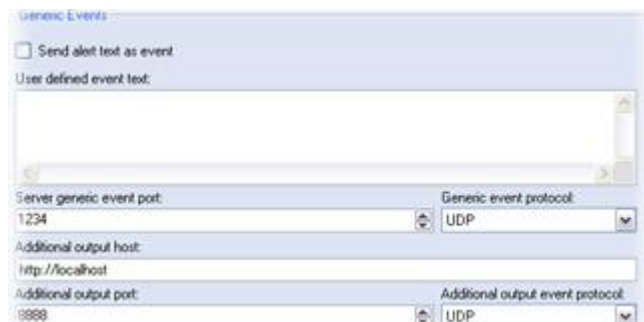 Generic Events
Send alert text as event
User defined event text:
Server generic event port: Generic event protocol:
1234 UDP
Additional output host:
http://localhost
Additional output port: Additional output event protocol:
8888 UDP